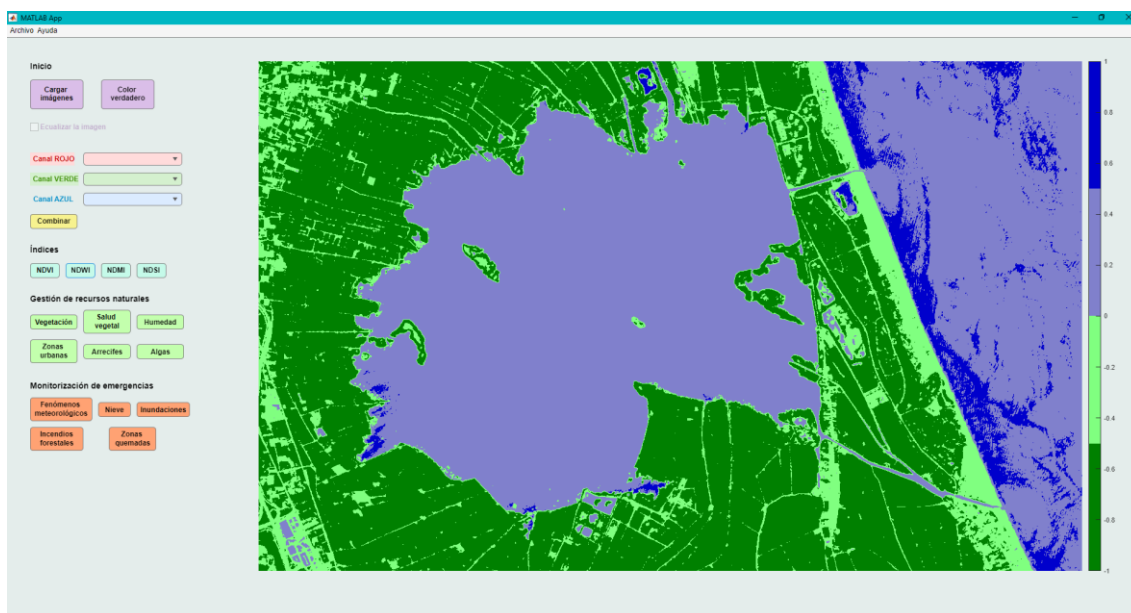 MATLAB App
Archivo Ayuda
Inicio
Cargar
imágenes
Color
verdadero
Ecualizar la imagen
Canal ROJO
Canal VERDE
Canal AZUL
Combinar
Índices
NDVI NDWI NDMI NDSI
Gestión de recursos naturales
Vegetación
Salud
vegetal
Humedad
Zonas
urbanas
Arrecifes
Algas
Monitorización de emergencias
Fenómenos
meteorológicos
Nieve
Inundaciones
Incendios
forestales
Zonas
quemadas
1
0.8
0.6
0.4
0.2
0
-0.2
-0.4
-0.6
-0.8
-1